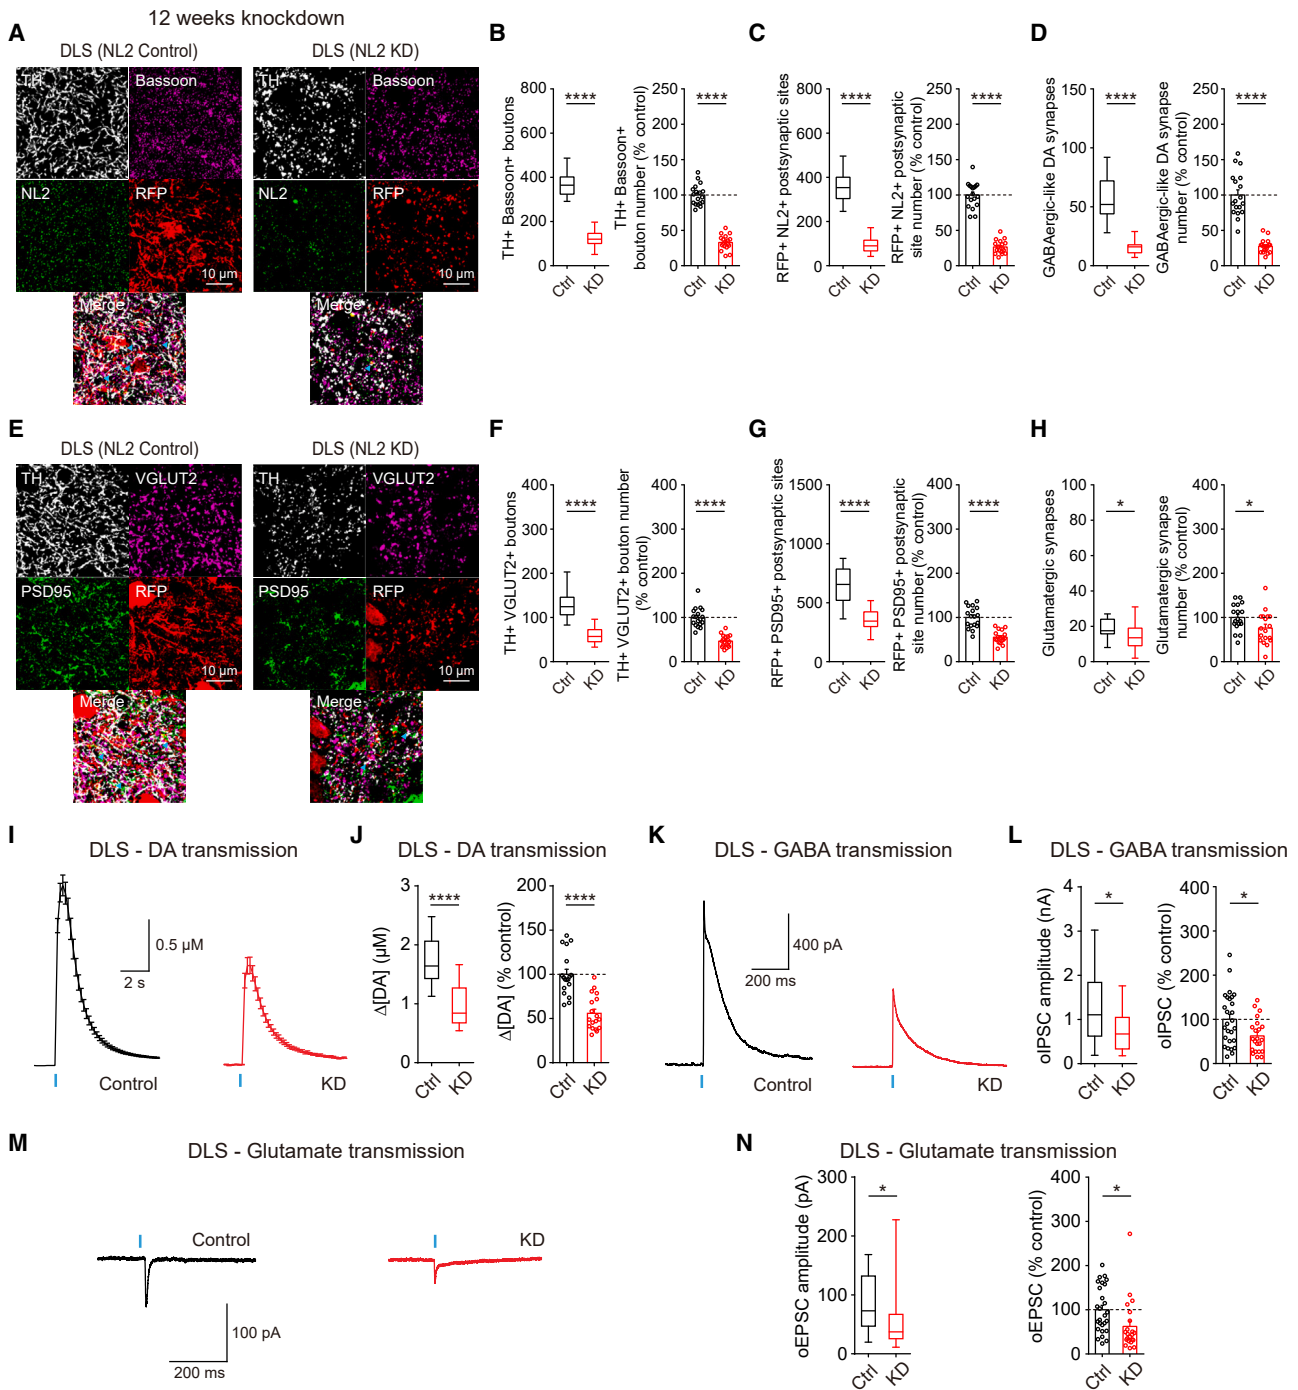 12 weeks knockdown
A
DLS (NL2 Control)
DLS (NL2 KD)
TH
Bassoon
NL2
RFP
10 µm
Merge
TH
Bassoon
NL2
RFP
10 µm
Merge
B
TH+ Bassoon+ boutons
800
600
400
200
0
****
Ctrl
KD
TH+ Bassoon+
bouton number (% control)
250
200
150
100
50
0
****
Ctrl
KD
C
RFP+ NL2+ postsynaptic sites
800
600
400
200
0
****
Ctrl
KD
RFP+ NL2+ postsynaptic
site number (% control)
250
200
150
100
50
0
****
Ctrl
KD
D
GABAergic-like DA synapses
150
100
50
0
****
Ctrl
KD
GABAergic-like DA synapse
number (% control)
250
200
150
100
50
0
****
Ctrl
KD
E
DLS (NL2 Control)
DLS (NL2 KD)
TH
VGLUT2
PSD95
RFP
10 µm
Merge
TH
VGLUT2
PSD95
RFP
10 µm
Merge
F
TH+ VGLUT2+ boutons
400
300
200
100
0
****
Ctrl
KD
TH+ VGLUT2+ bouton number
(% control)
400
300
200
100
0
****
Ctrl
KD
G
RFP+ PSD95+ postsynaptic sites
1500
1000
500
0
****
Ctrl
KD
RFP+ PSD95+ postsynaptic
site number (% control)
400
300
200
100
0
****
Ctrl
KD
H
Glutamatergic synapses
100
80
60
40
20
0
*
Ctrl
KD
Glutamatergic synapse
number (% control)
400
300
200
100
0
*
Ctrl
KD
I
DLS - DA transmission
0.5 µM
2 s
Control
KD
J
DLS - DA transmission
Δ[DA] (µM)
3
2
1
0
****
Ctrl
KD
Δ[DA] (% control)
200
150
100
50
0
****
Ctrl
KD
K
DLS - GABA transmission
400 pA
200 ms
Control
KD
L
DLS - GABA transmission
oIPSC amplitude (nA)
4
3
2
1
0
*
Ctrl
KD
oIPSC (% control)
400
300
200
100
0
*
Ctrl
KD
M
DLS - Glutamate transmission
Control
KD
100 pA
200 ms
N
DLS - Glutamate transmission
oEPSC amplitude (pA)
300
200
100
0
*
Ctrl
KD
oEPSC (% control)
400
300
200
100
0
*
Ctrl
KD